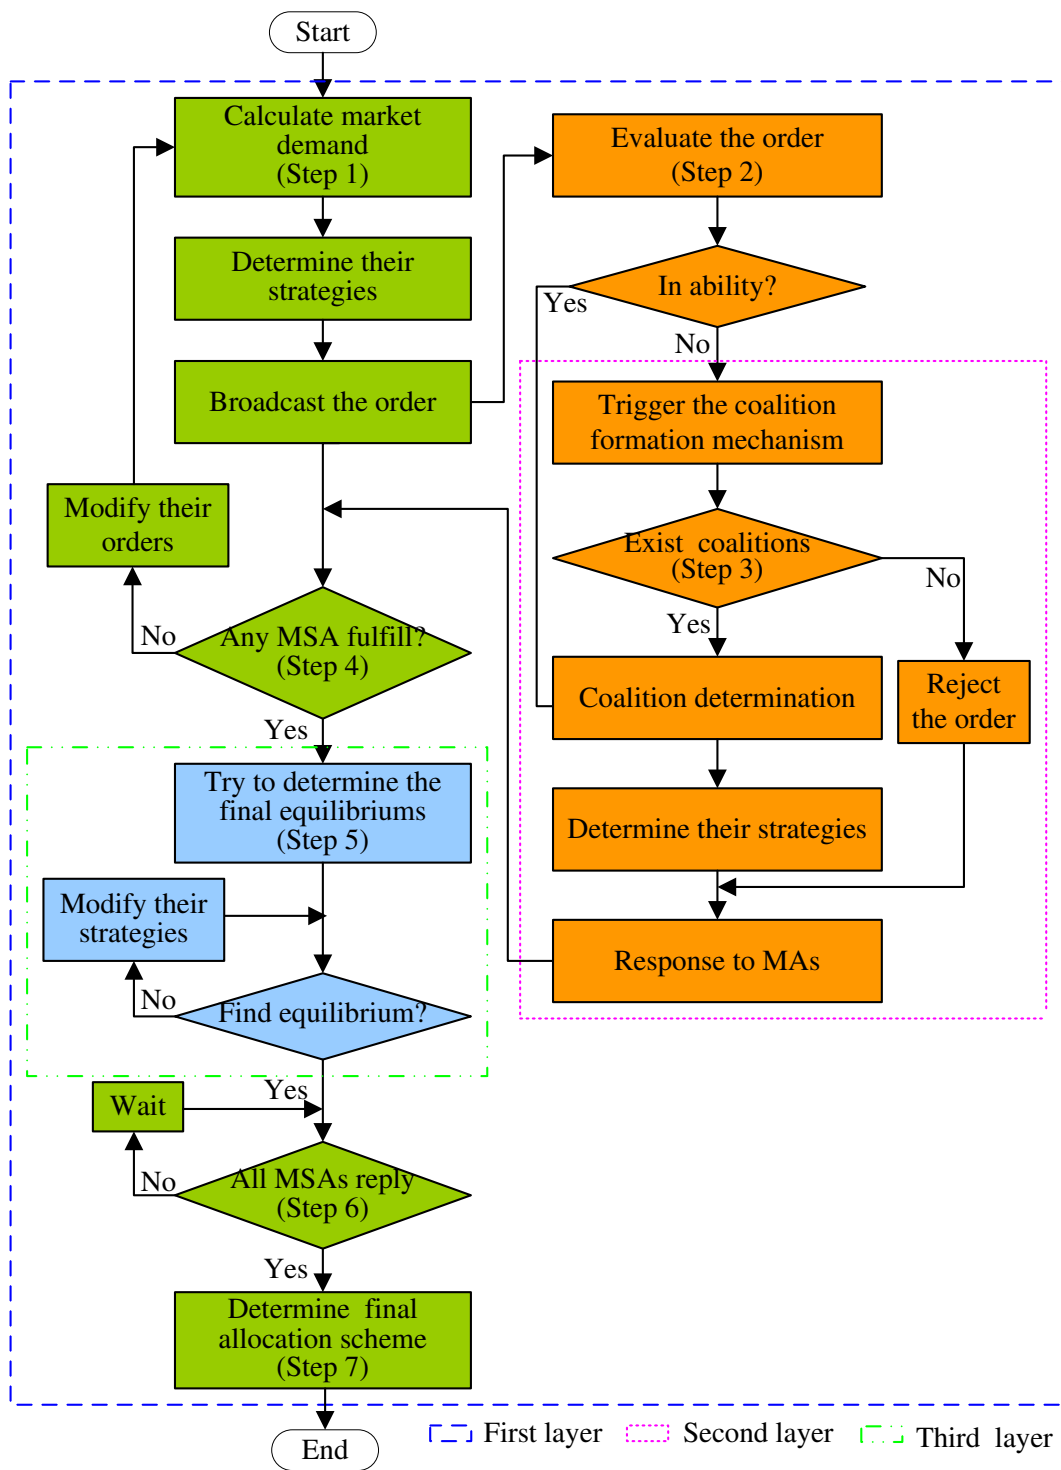 Start
Calculate market
demand
(Step 1)
Determine their
strategies
Broadcast the order
Modify their
orders
No
Any MSA fulfill?
(Step 4)
Yes
Try to determine the
final equilibriums
(Step 5)
Modify their
strategies
No
Find equilibrium?
Yes
Wait
No
All MSAs reply
(Step 6)
Yes
Determine  final
allocation scheme
(Step 7)
End
Evaluate the order
(Step 2)
In ability?
Yes
No
Trigger the coalition
formation mechanism
Exist  coalitions
(Step 3)
No
Yes
Coalition determination
Reject
the order
Determine their strategies
Response to MAs
First layer
Second layer
Third  layer